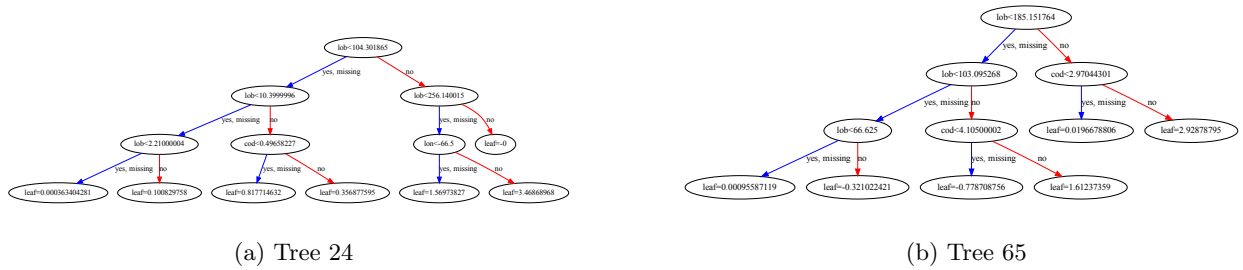 lob<104.301865
yes, missing
no
lob<10.3999996
lob<256.140015
yes, missing
no
yes, missing
no
lob<2.21000004
cod<0.49658227
lon<-66.5
leaf=-0
yes, missing
no
yes, missing
no
yes, missing
no
leaf=0.000363404281
leaf=0.100829758
leaf=0.817714632
leaf=0.356877595
leaf=1.56973827
leaf=3.46868968
(a) Tree 24
lob<185.151764
yes, missing
no
lob<103.095268
cod<2.97044301
yes, missing
no
yes, missing
no
lob<66.625
cod<4.10500002
leaf=0.0196678806
leaf=2.92878795
yes, missing
no
yes, missing
no
leaf=0.00095587119
leaf=-0.321022421
leaf=-0.778708756
leaf=1.61237359
(b) Tree 65